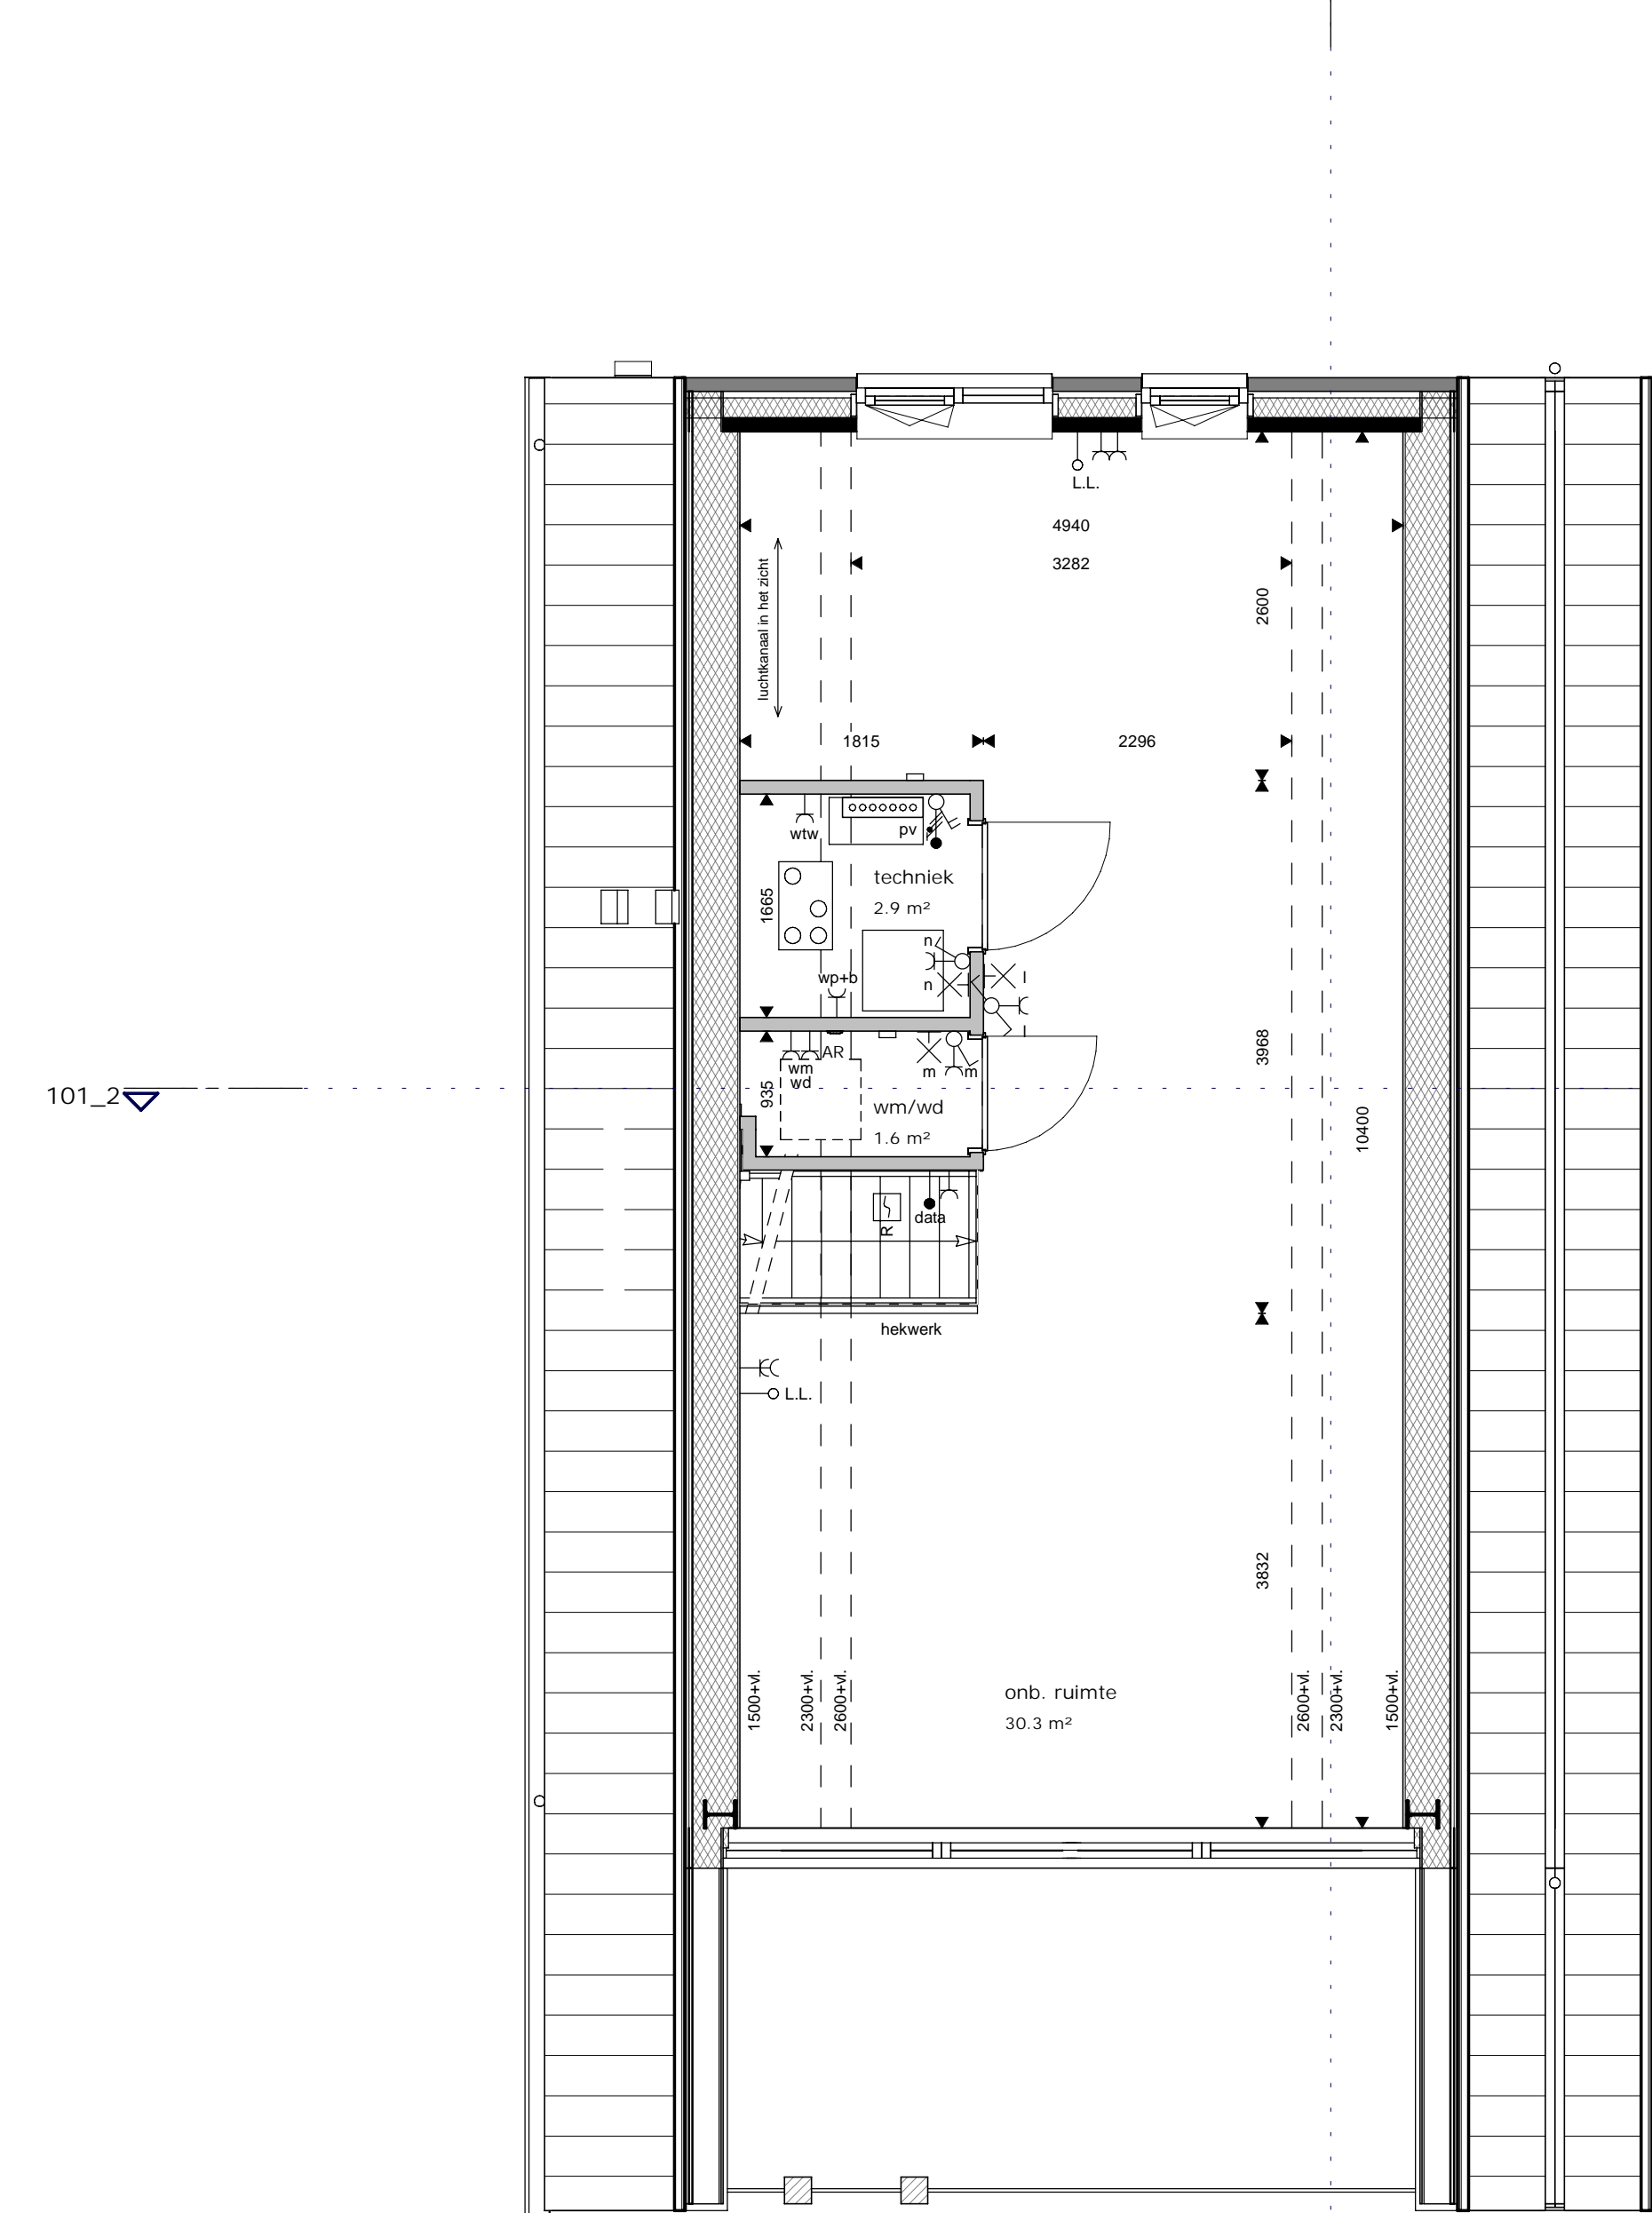 L.L.
4940
3282
2600
luchtkanaal in het zicht
1815
2296
wtw
pv
techniek
2.9 m²
1665
n
wp+b
n
l
l
3968
AR
wm
wd
m
m
935
101_2
wm/wd
1.6 m²
10400
R
data
hekwerk
L.L.
3832
1500+vl.
2300+vl.
2600+vl.
onb. ruimte
30.3 m²
2600+vl.
2300+vl.
1500+vl.